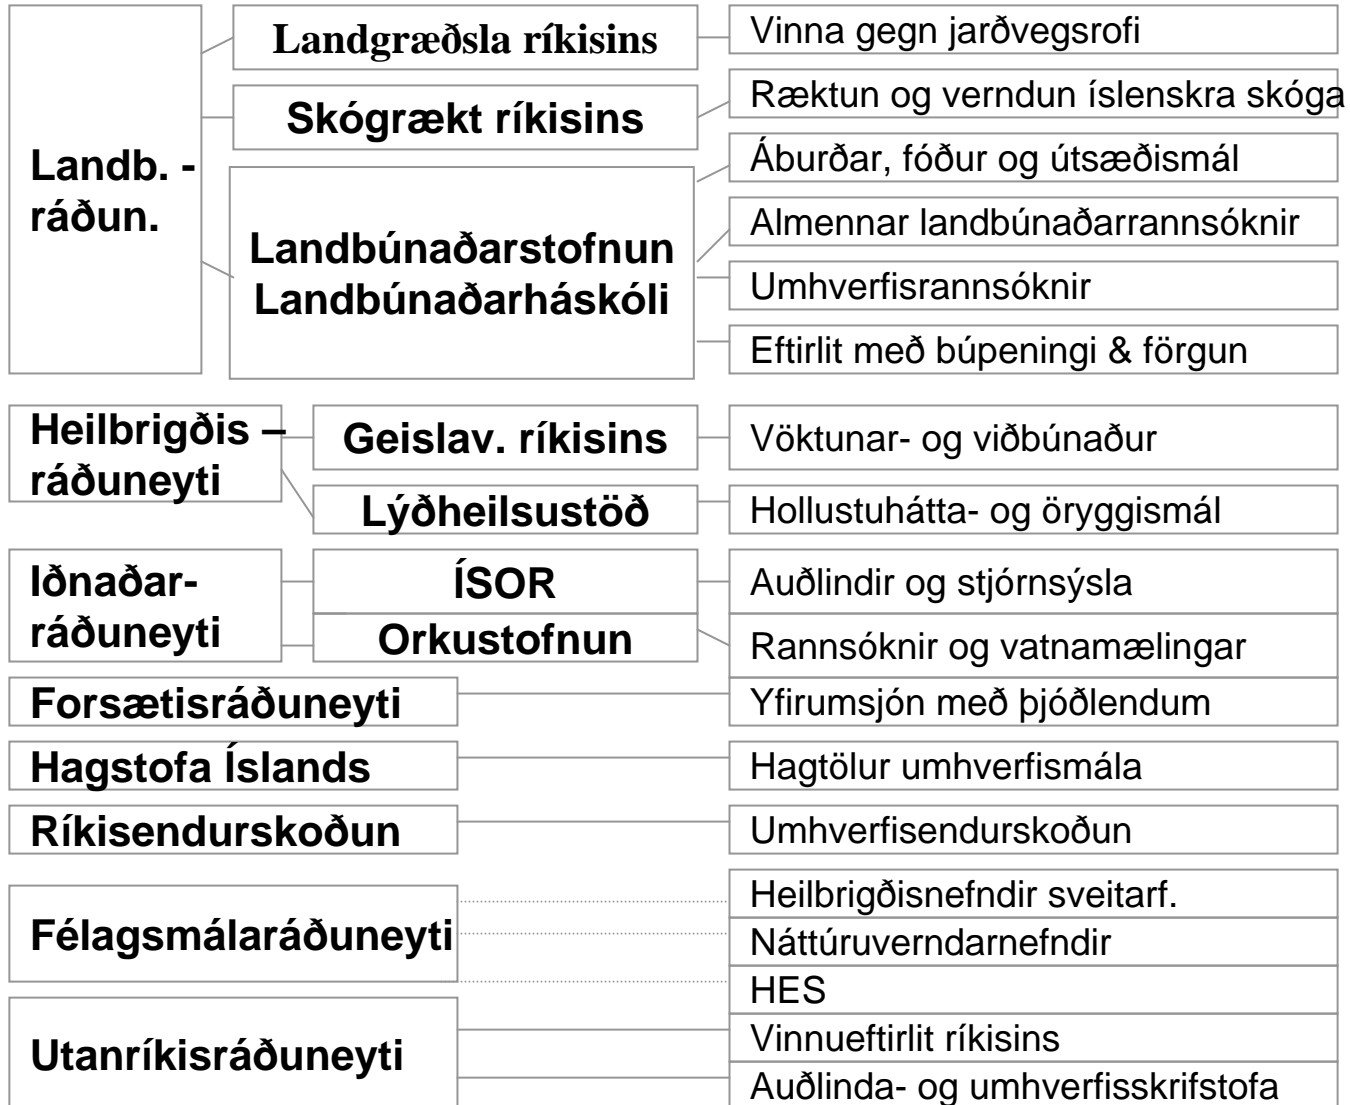 Landb. -
ráðun.
Landgræðsla ríkisins
Vinna gegn jarðvegsrofi
Skógrækt ríkisins
Ræktun og verndun íslenskra skóga
Landbúnaðarstofnun
Landbúnaðarháskóli
Áburðar, fóður og útsæðismál
Almennar landbúnaðarrannsóknir
Umhverfisrannsóknir
Eftirlit með búpeningi & förgun
Heilbrigðis –
ráðuneyti
Geislav. ríkisins
Vöktunar- og viðbúnaður
Lýðheilsustöð
Hollustuhátta- og öryggismál
Iðnaðar-
ráðuneyti
ÍSOR
Auðlindir og stjórnsýsla
Orkustofnun
Rannsóknir og vatnamælingar
Forsætisráðuneyti
Yfirumsjón með þjóðlendum
Hagstofa Íslands
Hagtölur umhverfismála
Ríkisendurskoðun
Umhverfisendurskoðun
Félagsmálaráðuneyti
Heilbrigðisnefndir sveitarf.
Náttúruverndarnefndir
HES
Utanríkisráðuneyti
Vinnueftirlit ríkisins
Auðlinda- og umhverfisskrifstofa